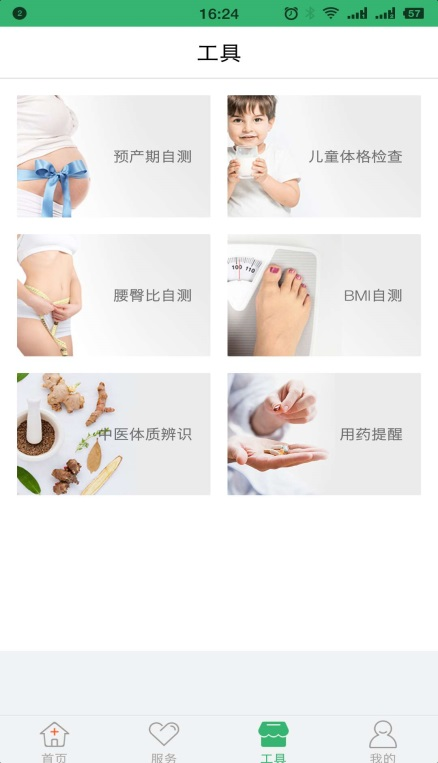 2
16:24
57
工具
预产期自测
儿童体格检查
腰臀比自测
100 110
BMI自测
中医体质辨识
用药提醒
首页
服务
工具
我的